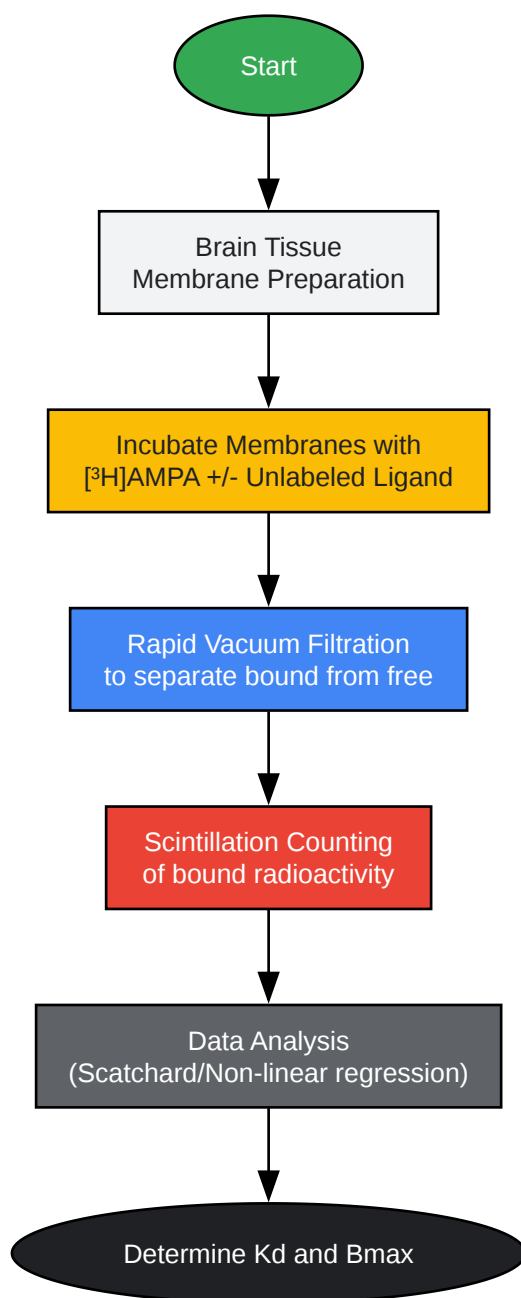 Start
Brain Tissue
Membrane Preparation
Incubate Membranes with
[³H]AMPA +/- Unlabeled Ligand
Rapid Vacuum Filtration
to separate bound from free
Scintillation Counting
of bound radioactivity
Data Analysis
(Scatchard/Non-linear regression)
Determine Kd and Bmax